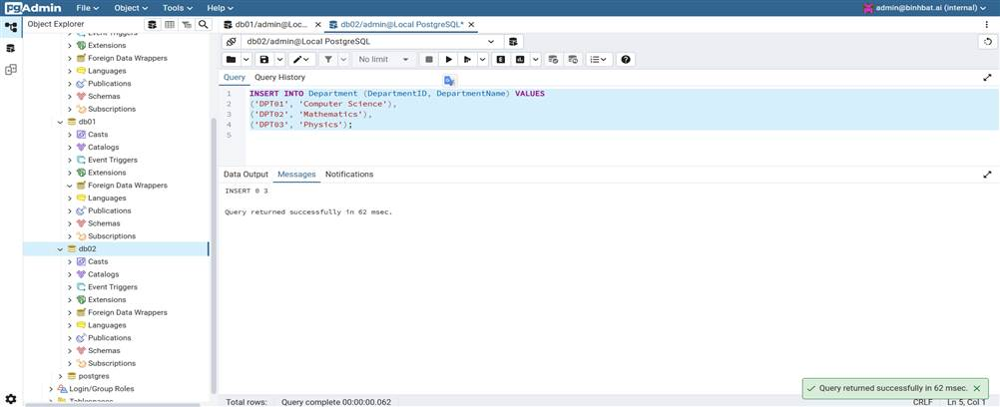 pgAdmin File Object Tools Help admin@binhbat.ai (internal)
Object Explorer
db01/admin@Loc... db02/admin@Local PostgreSQL*
db02/admin@Local PostgreSQL
No limit
Event Triggers
Extensions
Foreign Data Wrappers
Languages
Publications
Schemas
Subscriptions
db01
Casts
Catalogs
Event Triggers
Extensions
Foreign Data Wrappers
Languages
Publications
Schemas
Subscriptions
db02
Casts
Catalogs
Event Triggers
Extensions
Foreign Data Wrappers
Languages
Publications
Schemas
Subscriptions
postgres
Login/Group Roles
Tablespaces
Query Query History
1 INSERT INTO Department (DepartmentID, DepartmentName) VALUES
2 ('DPT01', 'Computer Science'),
3 ('DPT02', 'Mathematics'),
4 ('DPT03', 'Physics');
5
Data Output Messages Notifications
INSERT 0 3
Query returned successfully in 62 msec.
Query returned successfully in 62 msec.
Total rows: Query complete 00:00:00.062 CRLF Ln 5, Col 1